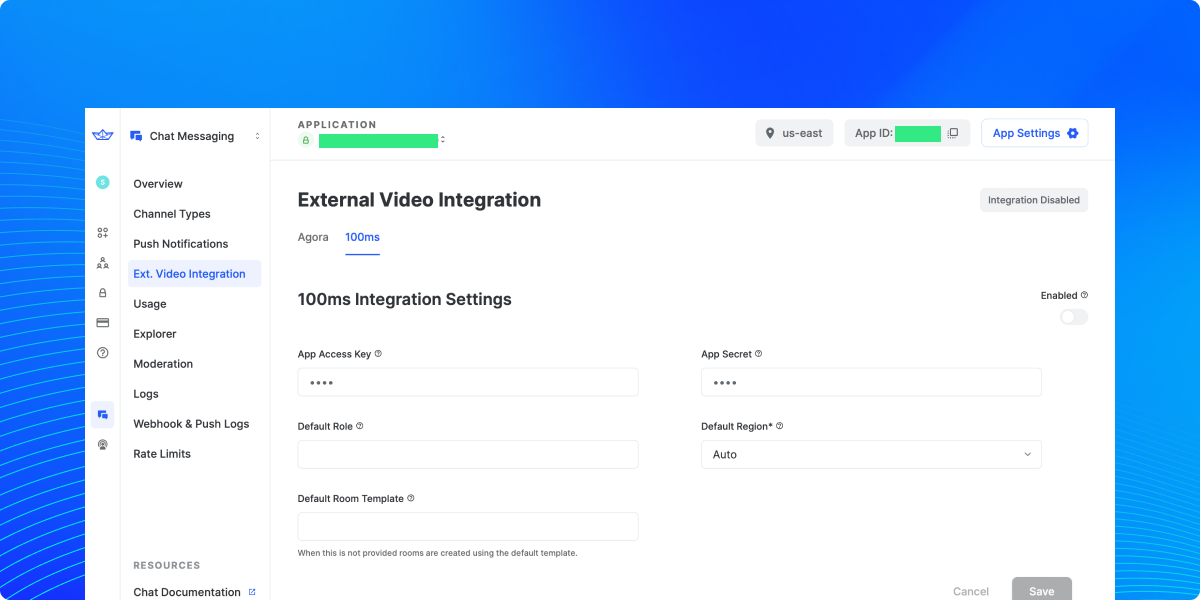 Chat Messaging
APPLICATION
us-east
App ID:
App Settings
S
Overview
Channel Types
Push Notifications
Ext. Video Integration
Usage
Explorer
Moderation
Logs
Webhook & Push Logs
Rate Limits
RESOURCES
Chat Documentation
External Video Integration
Integration Disabled
Agora 100ms
100ms Integration Settings
Enabled
App Access Key
••••
App Secret
••••
Default Role
Default Region*
Auto
Default Room Template
When this is not provided rooms are created using the default template.
Cancel
Save